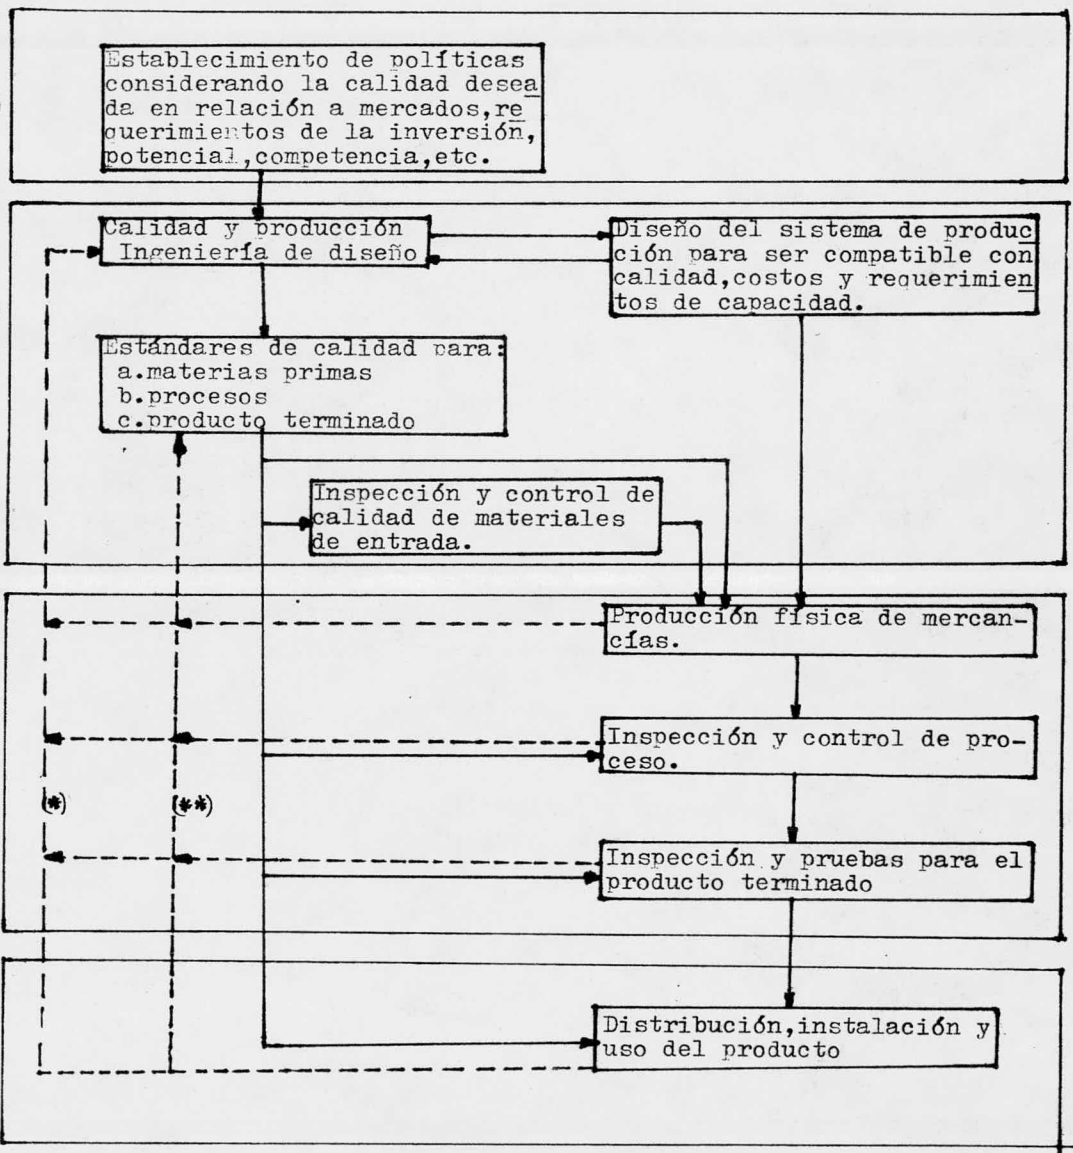 Establecimiento de políticas
considerando la calidad desea
da en relación a mercados,re
querimientos de la inversión,
potencial,competencia,etc.
Calidad y producción
Ingeniería de diseño
Diseño del sistema de produc
ción para ser compatible con
calidad,costos y requerimien
tos de capacidad.
Estándares de calidad para:
a.materias primas
b.procesos
c.producto terminado
Inspección y control de
calidad de materiales
de entrada.
Producción física de mercan-
cías.
Inspección y control de pro-
ceso.
(*)
(**)
Inspección y pruebas para el
producto terminado
Distribución,instalación y
uso del producto